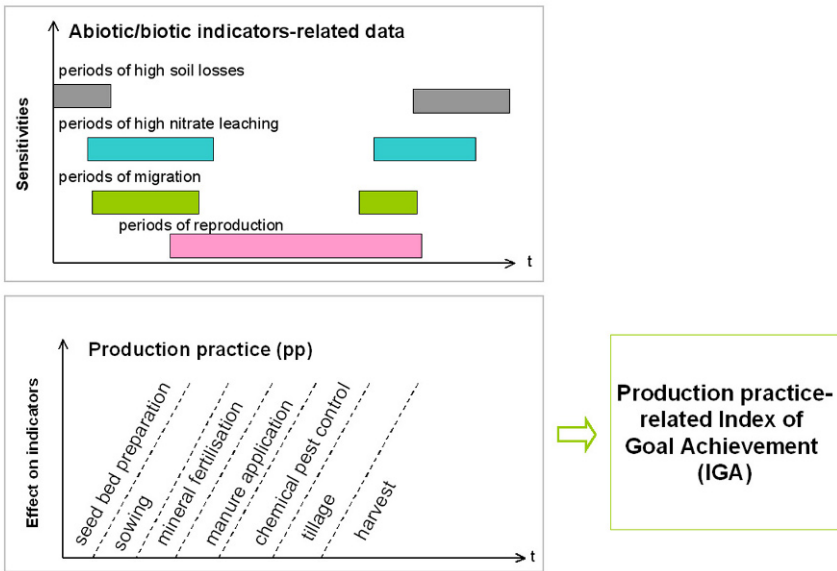 Abiotic/biotic indicators-related data
periods of high soil losses
periods of high nitrate leaching
periods of migration
periods of reproduction
Sensitivities
t
Production practice (pp)
seed bed preparation
sowing
mineral fertilisation
manure application
chemical pest control
tillage
harvest
Effect on indicators
t
Production practice-
related Index of
Goal Achievement
(IGA)